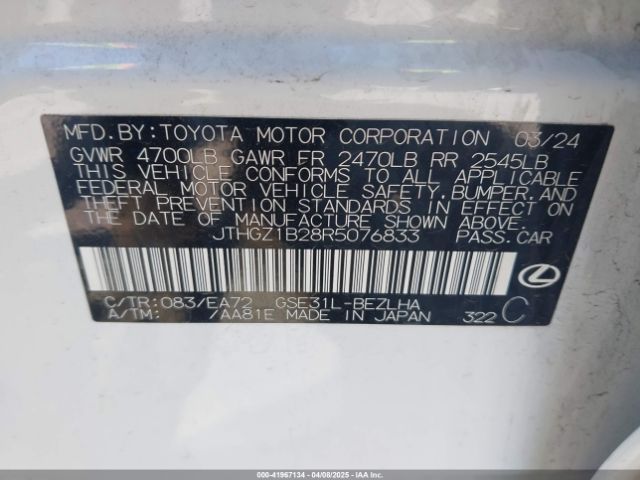 MFD.BY:TOYOTA MOTOR CORPORATION 03/24
GVWR 4700LB GAWR FR 2470LB RR 2545LB
THIS VEHICLE CONFORMS TO ALL APPLICABLE
FEDERAL MOTOR VEHICLE SAFETY,BUMPER,AND
THEFT PREVENTION STANDARDS IN EFFECT ON
THE DATE OF MANUFACTURE SHOWN ABOVE.
JTHGZ1B28R5076833 PASS.CAR
C/TR:083/EA72 GSE31L-BEZLHA
A/TM: /AA81E MADE IN JAPAN 322 C
000-41967134 - 04/08/2025 - IAAI.COM